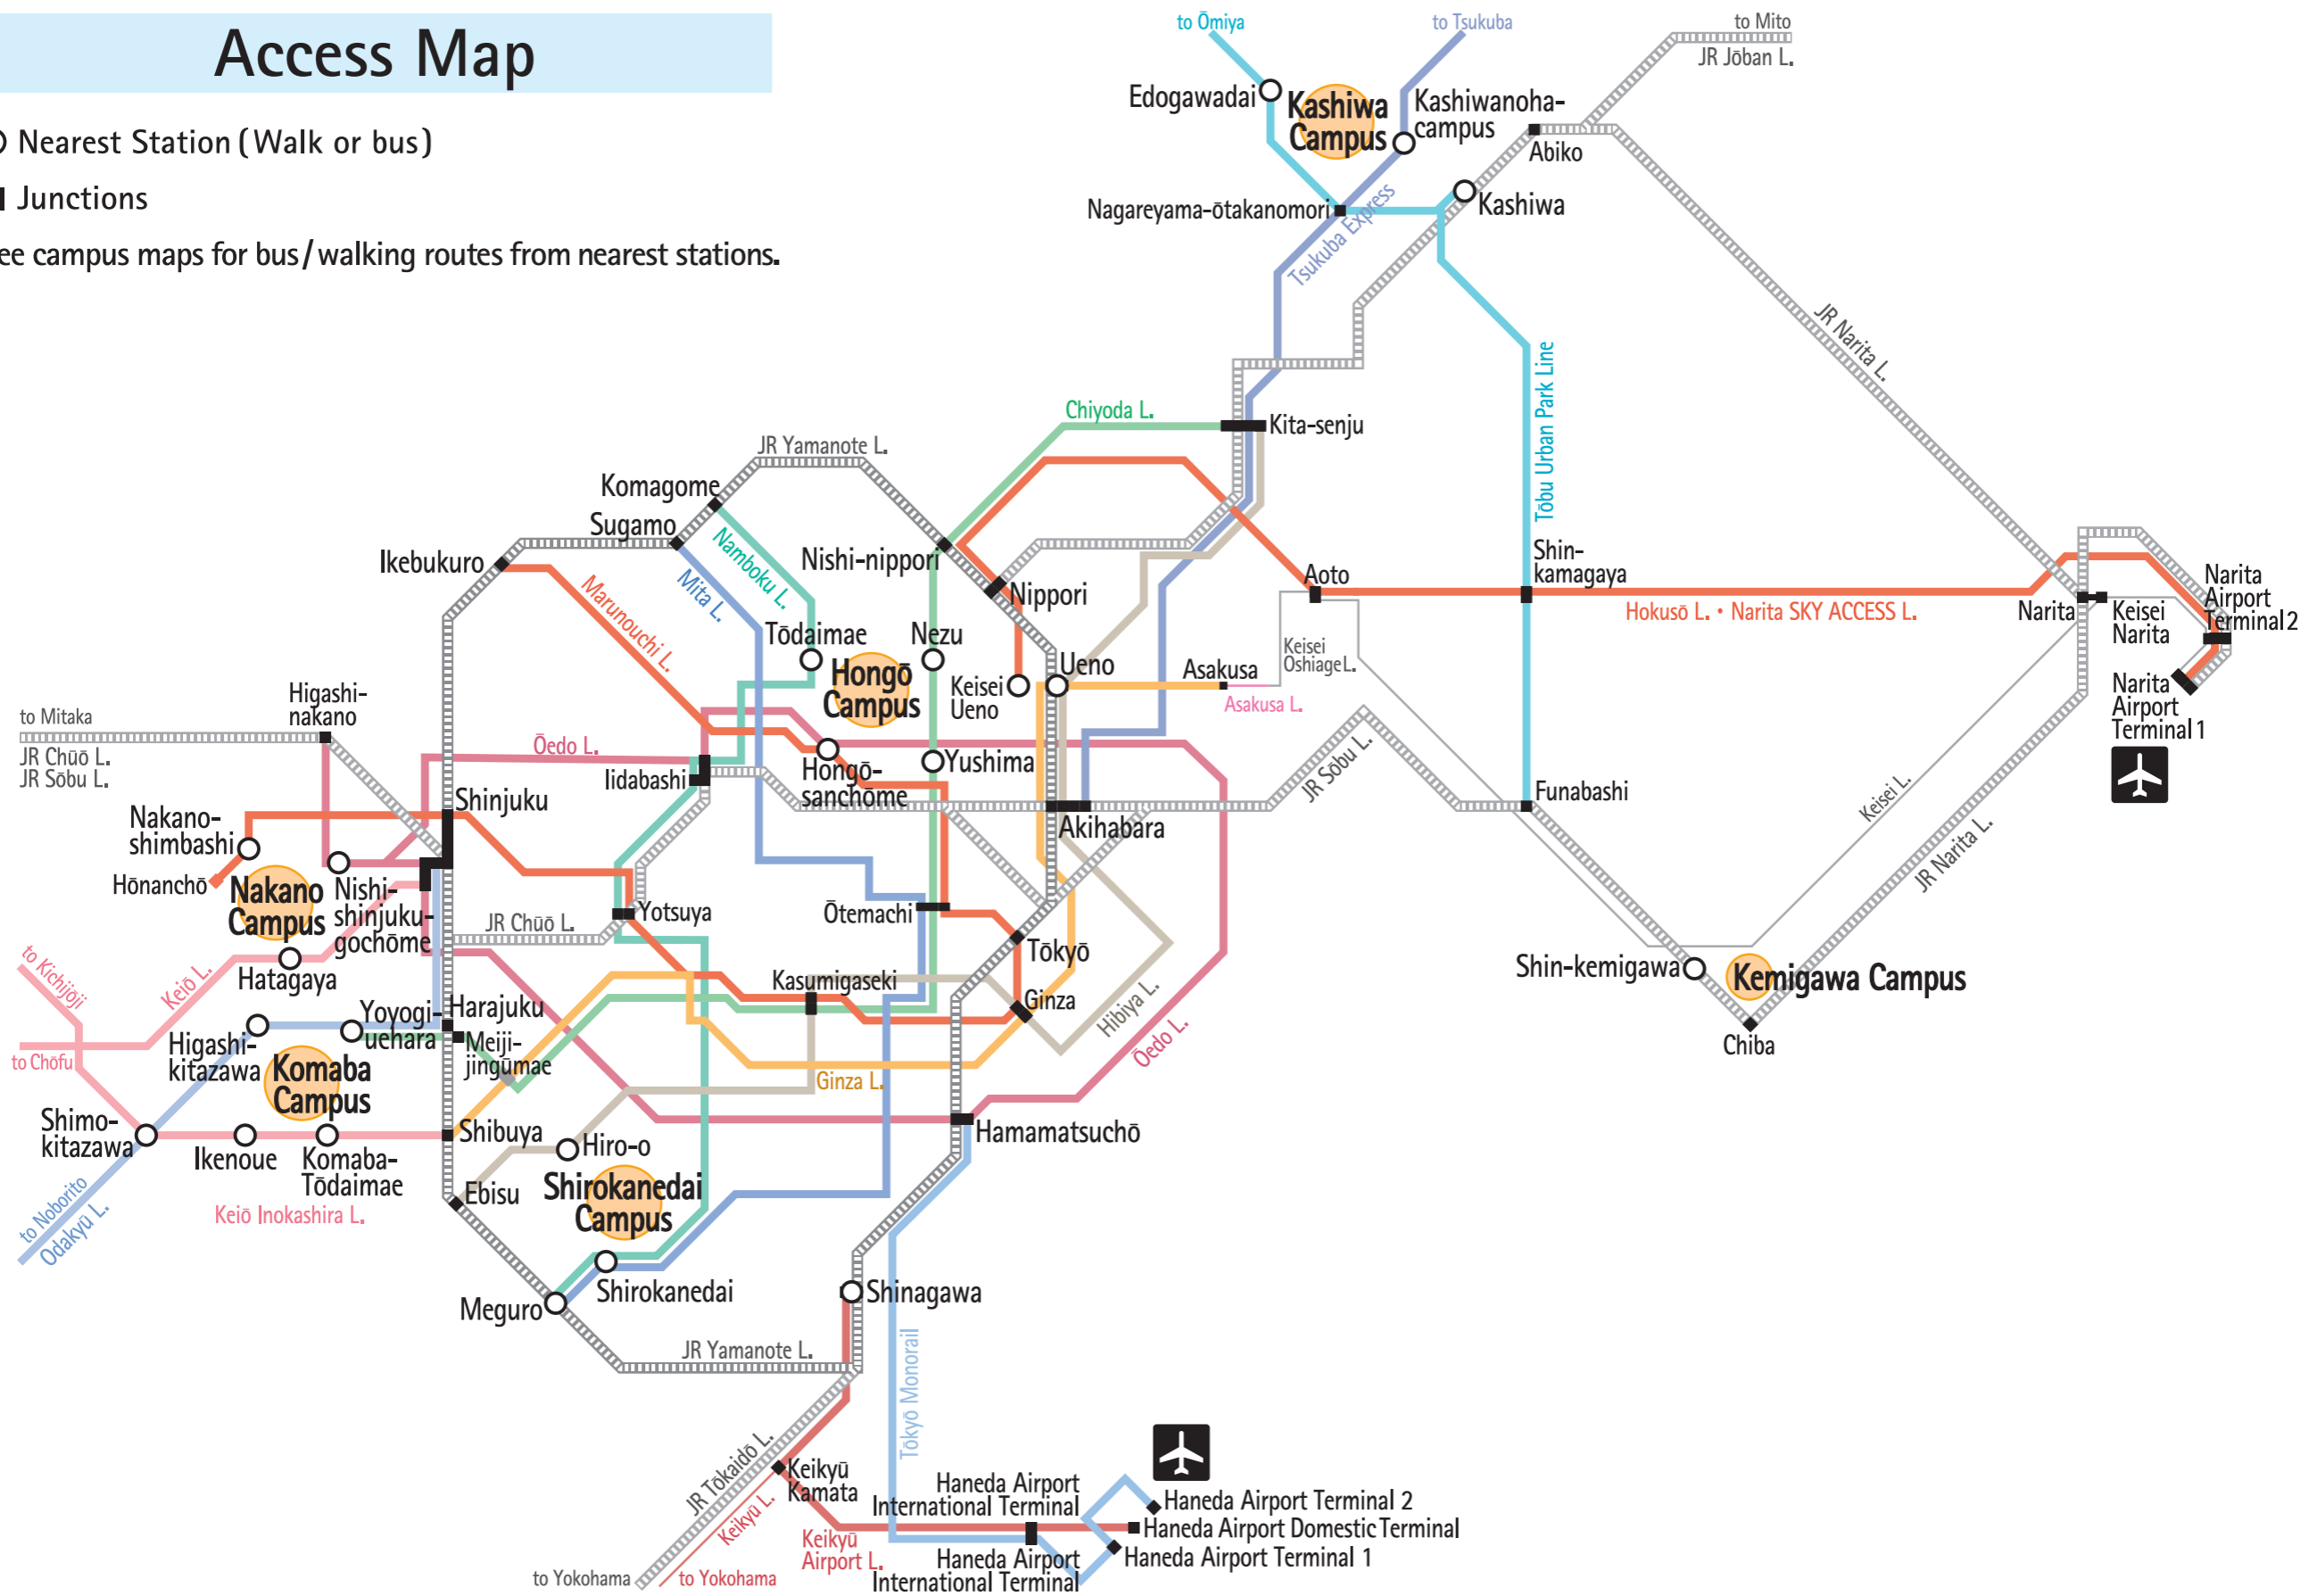 Access Map
Nearest Station (Walk or bus)
Junctions
ee campus maps for bus/walking routes from nearest stations.
to Ōmiya
to Tsukuba
to Mito
JR Jōban L.
Edogawadai
Kashiwa
Campus
Kashiwanoha-
campus
Abiko
Nagareyama-ōtakanomori
Kashiwa
Tsukuba Express
JR Narita L.
Tōbu Urban Park Line
Chiyoda L.
Kita-senju
JR Yamanote L.
Komagome
Sugamo
Namboku L.
Nishi-nippori
Ikebukuro
Mita L.
Marunouchi L.
Nippori
Aoto
Shin-
kamagaya
Hokusō L. • Narita SKY ACCESS L.
Narita
Keisei
Narita
Narita
Airport
Terminal 2
Narita
Airport
Terminal 1
Tōdaimae
Nezu
Hongō
Campus
Keisei
Ueno
Ueno
Asakusa
Asakusa L.
Keisei
Oshiage L.
Higashi-
nakano
to Mitaka
JR Chūō L.
JR Sōbu L.
Ōedo L.
Iidabashi
Hongō-
sanchōme
Yushima
JR Sōbu L.
Funabashi
Keisei L.
JR Narita L.
Shinjuku
Nakano-
shimbashi
Hōnanchō
Nakano
Campus
Nishi-
shinjuku-
gochōme
Akihabara
JR Chūō L.
Yotsuya
Ōtemachi
Tōkyō
Hatagaya
Keiō L.
to Kichijōji
to Chōfu
Kasumigaseki
Ginza
Hibiya L.
Ōedo L.
Shin-kemigawa
Kemigawa Campus
Chiba
Yoyogi-
uehara
Harajuku
Meiji-
jingūmae
Higashi-
kitazawa
Komaba
Campus
Ginza L.
Shimo-
kitazawa
Ikenoue
Komaba-
Tōdaimae
Shibuya
Keiō Inokashira L.
to Noborito
Odakyū L.
Hiro-o
Hamamatsuchō
Ebisu
Shirokanedai
Campus
Shirokanedai
Meguro
Shinagawa
JR Yamanote L.
Tōkyō Monorail
JR Tōkaidō L.
Keikyū
Kamata
Keikyū L.
Keikyū
Airport L.
to Yokohama
to Yokohama
Haneda Airport
International Terminal
Haneda Airport
International Terminal
Haneda Airport Terminal 2
Haneda Airport Domestic Terminal
Haneda Airport Terminal 1